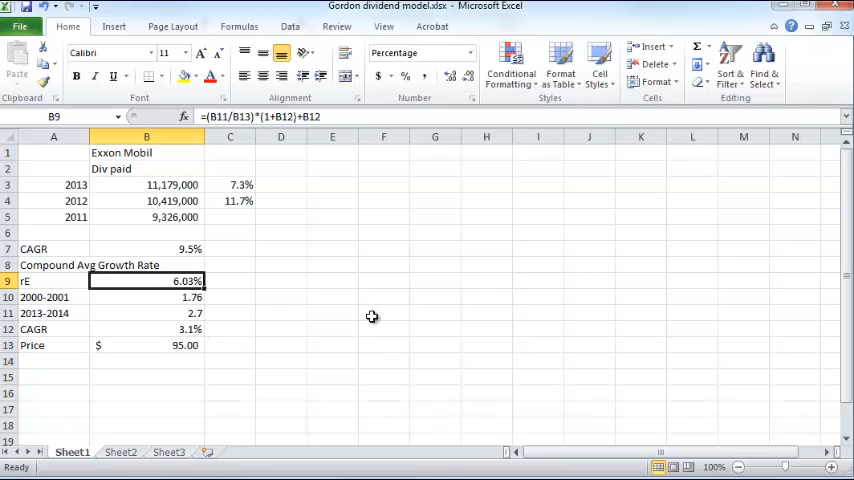 Gordon dividend model.xlsx - Microsoft Excel
File Home Insert Page Layout Formulas Data Review View Acrobat
Paste
Clipboard
Calibri 11
B I U
Font
Alignment
Percentage
$ % ,
Number
Conditional Formatting
Format as Table
Cell Styles
Styles
Insert
Delete
Format
Cells
Sort & Filter
Find & Select
Editing
B9 fx =(B11/B13)*(1+B12)+B12
A B C D E F G H I J K L M N
1 Exxon Mobil
2 Div paid
3 2013 11,179,000 7.3%
4 2012 10,419,000 11.7%
5 2011 9,326,000
6
7 CAGR 9.5%
8 Compound Avg Growth Rate
9 rE 6.03%
10 2000-2001 1.76
11 2013-2014 2.7
12 CAGR 3.1%
13 Price $ 95.00
14
15
16
17
18
19
Sheet1 Sheet2 Sheet3
Ready 100%